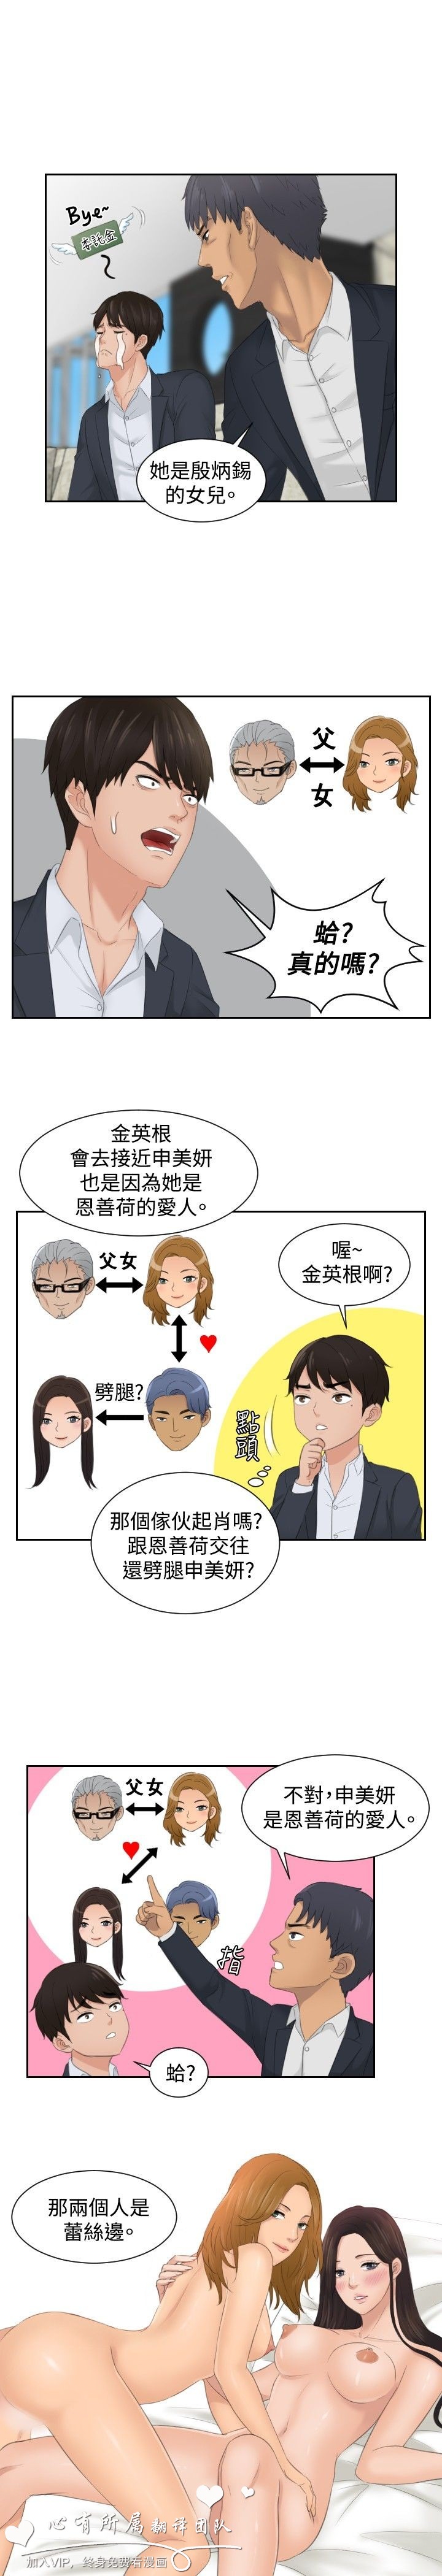 Bye~
委託金
她是殷炳錫
的女兒。
父
女
蛤?
真的嗎?
金英根
會去接近申美妍
也是因為她是
恩善荷的愛人。
喔~
金英根啊?
父女
劈腿?
點頭
那個傢伙起肖嗎?
跟恩善荷交往
還劈腿申美妍?
父女
不對，申美妍
是恩善荷的愛人。
指
蛤?
那兩個人是
蕾絲邊。
心有所属翻译团队
加入VIP，终身免费看漫画